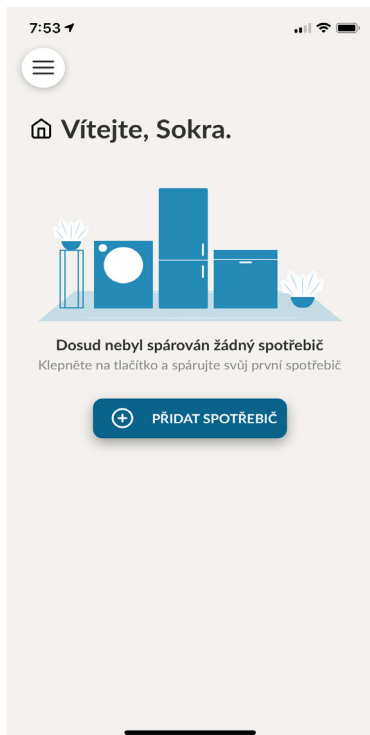 7:53
Vítejte, Sokra.
Dosud nebyl spárován žádný spotřebič
Klepněte na tlačítko a spárujte svůj první spotřebič
PŘIDAT SPOTŘEBIČ